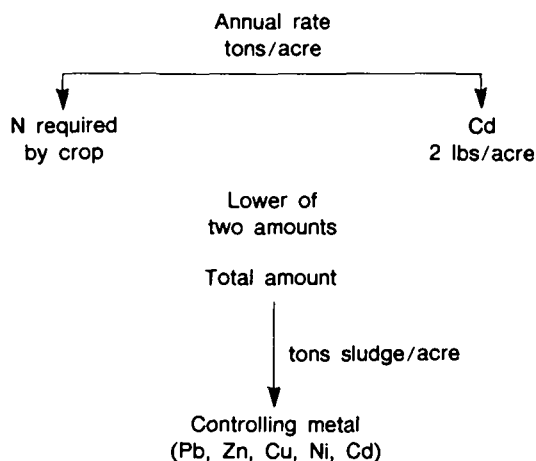 Annual rate
tons/acre
N required
by crop
Cd
2 lbs/acre
Lower of
two amounts
Total amount
tons sludge/acre
Controlling metal
(Pb, Zn, Cu, Ni, Cd)